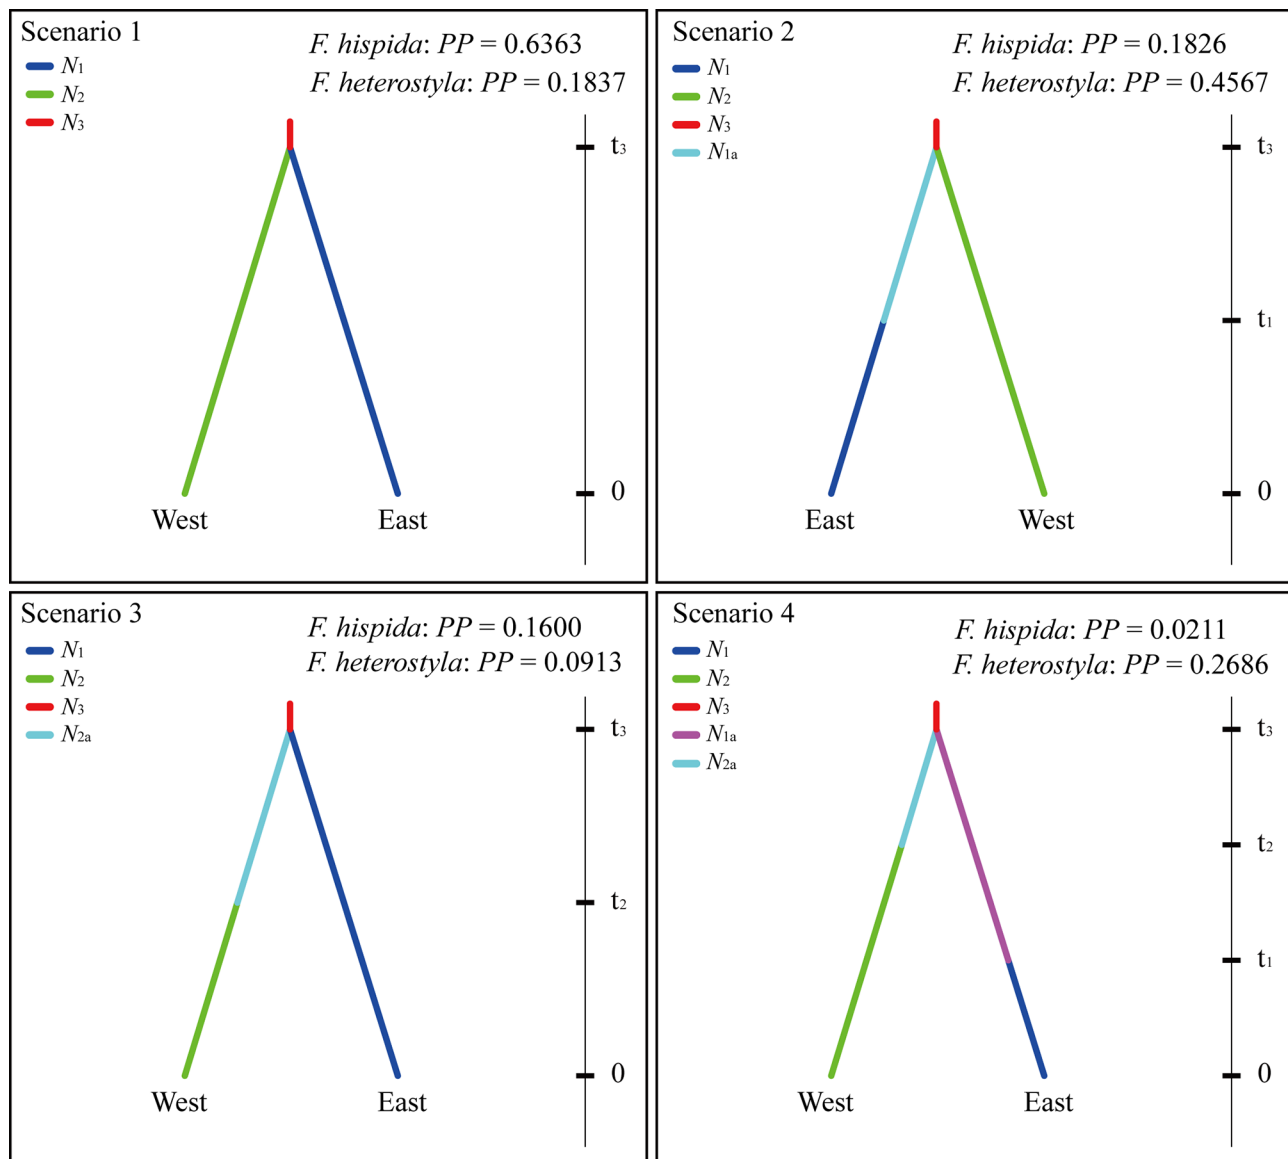 Scenario 1
F. hispida: PP = 0.6363
F. heterostyla: PP = 0.1837
N1
N2
N3
t3
0
West
East
Scenario 2
F. hispida: PP = 0.1826
F. heterostyla: PP = 0.4567
N1
N2
N3
N1a
t3
t1
0
East
West
Scenario 3
F. hispida: PP = 0.1600
F. heterostyla: PP = 0.0913
N1
N2
N3
N2a
t3
t2
0
West
East
Scenario 4
F. hispida: PP = 0.0211
F. heterostyla: PP = 0.2686
N1
N2
N3
N1a
N2a
t3
t2
t1
0
West
East